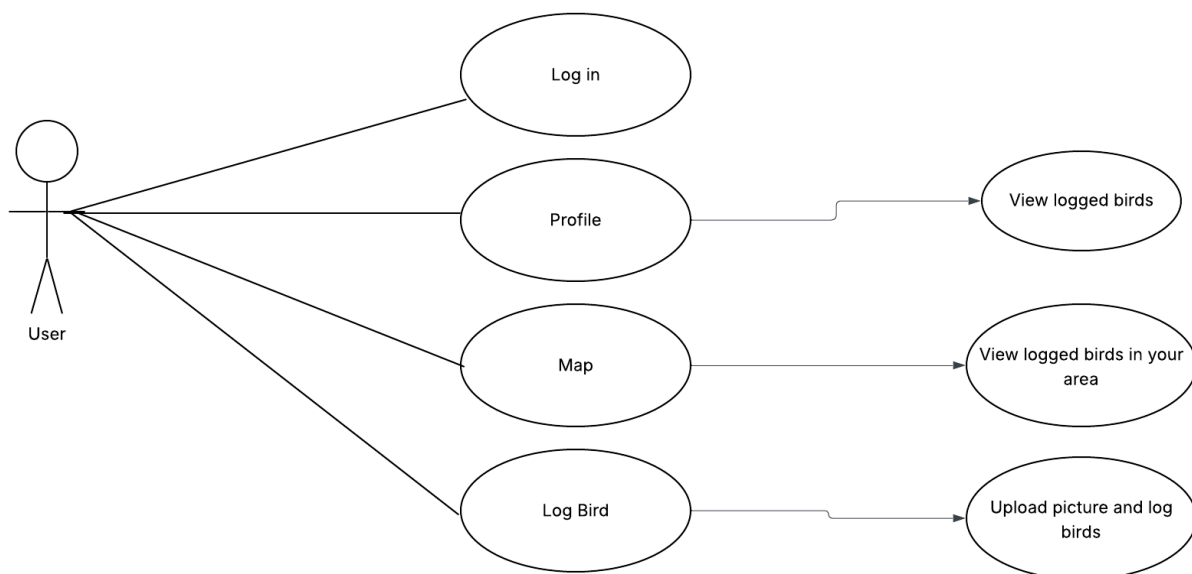 Log in
Profile
View logged birds
User
Map
View logged birds in your
area
Log Bird
Upload picture and log
birds